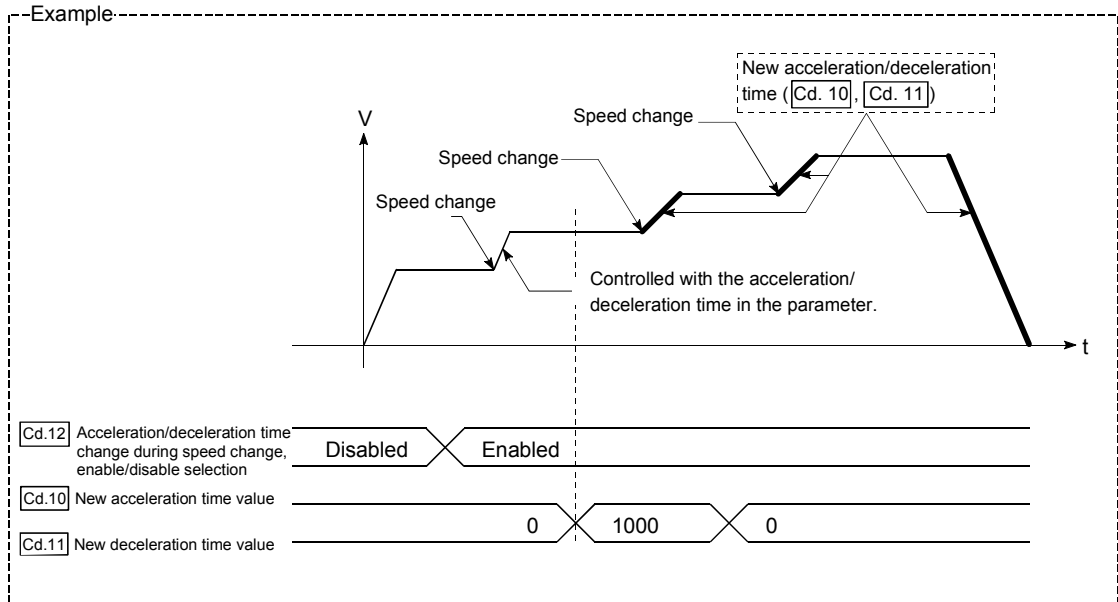 Example
New acceleration/deceleration
time (Cd. 10, Cd. 11)
Speed change
V
Speed change
Speed change
Controlled with the acceleration/
deceleration time in the parameter.
t
Cd.12 Acceleration/deceleration time
change during speed change,
enable/disable selection
Disabled
Enabled
Cd.10 New acceleration time value
0
1000
0
Cd.11 New deceleration time value